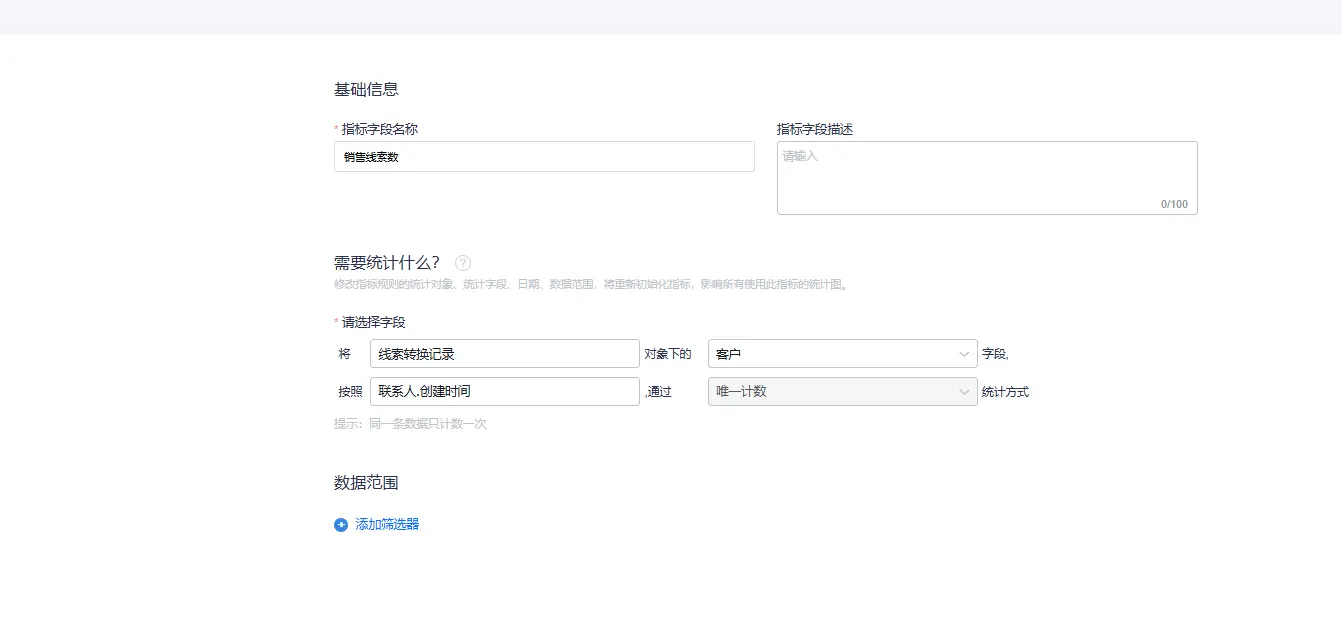 基础信息
* 指标字段名称
指标字段描述
销售线索数
请输入
0/100
需要统计什么? ?
修改指标规则的统计对象、统计字段、日期、数据范围，将重新初始化指标，影响所有使用此指标的统计图。
* 请选择字段
将 线索转换记录 对象下的 客户 字段,
按照 联系人.创建时间 ,通过 唯一计数 统计方式
提示：同一条数据只计数一次
数据范围
添加筛选器